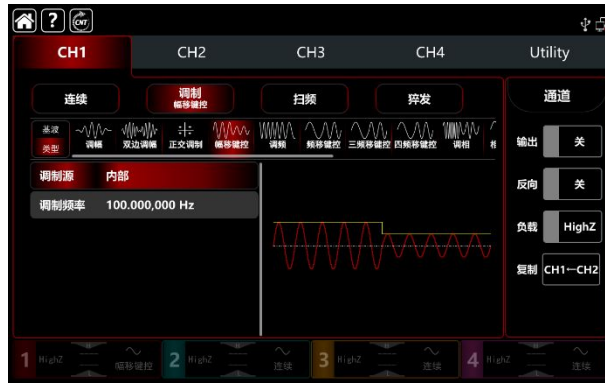 CNT
CH1 CH2 CH3 CH4 Utility
连续 调制 扫频 猝发 通道
幅移键控
基波
类型 调幅 双边调幅 正交调制 幅移键控 调频 频移键控 三频移键控 四频移键控 调相
输出 关
调制源 内部
反向 关
调制频率 100.000,000 Hz
负载 HighZ
复制 CH1←CH2
1 HighZ 幅移键控 2 HighZ 连续 3 HighZ 连续 4 HighZ 连续